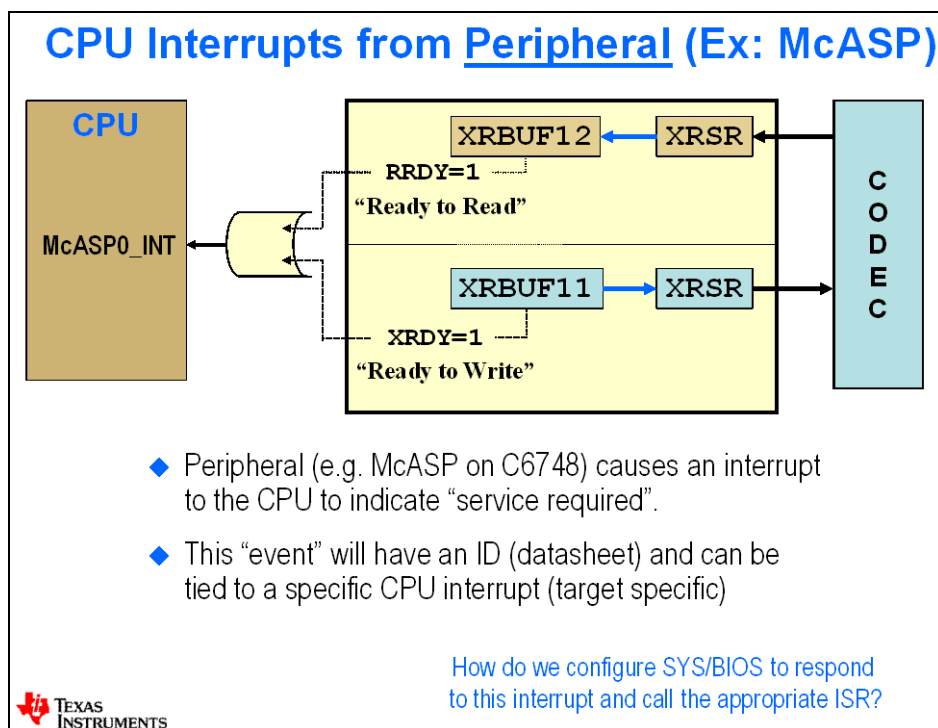 CPU Interrupts from Peripheral (Ex: McASP)
CPU
McASP0_INT
XRBUF12
XRSR
RRDY=1
“Ready to Read”
XRBUF11
XRSR
XRDY=1
“Ready to Write”
C
O
D
E
C
Peripheral (e.g. McASP on C6748) causes an interrupt
to the CPU to indicate “service required”.
This “event” will have an ID (datasheet) and can be
tied to a specific CPU interrupt (target specific)
How do we configure SYS/BIOS to respond
to this interrupt and call the appropriate ISR?
TEXAS
INSTRUMENTS